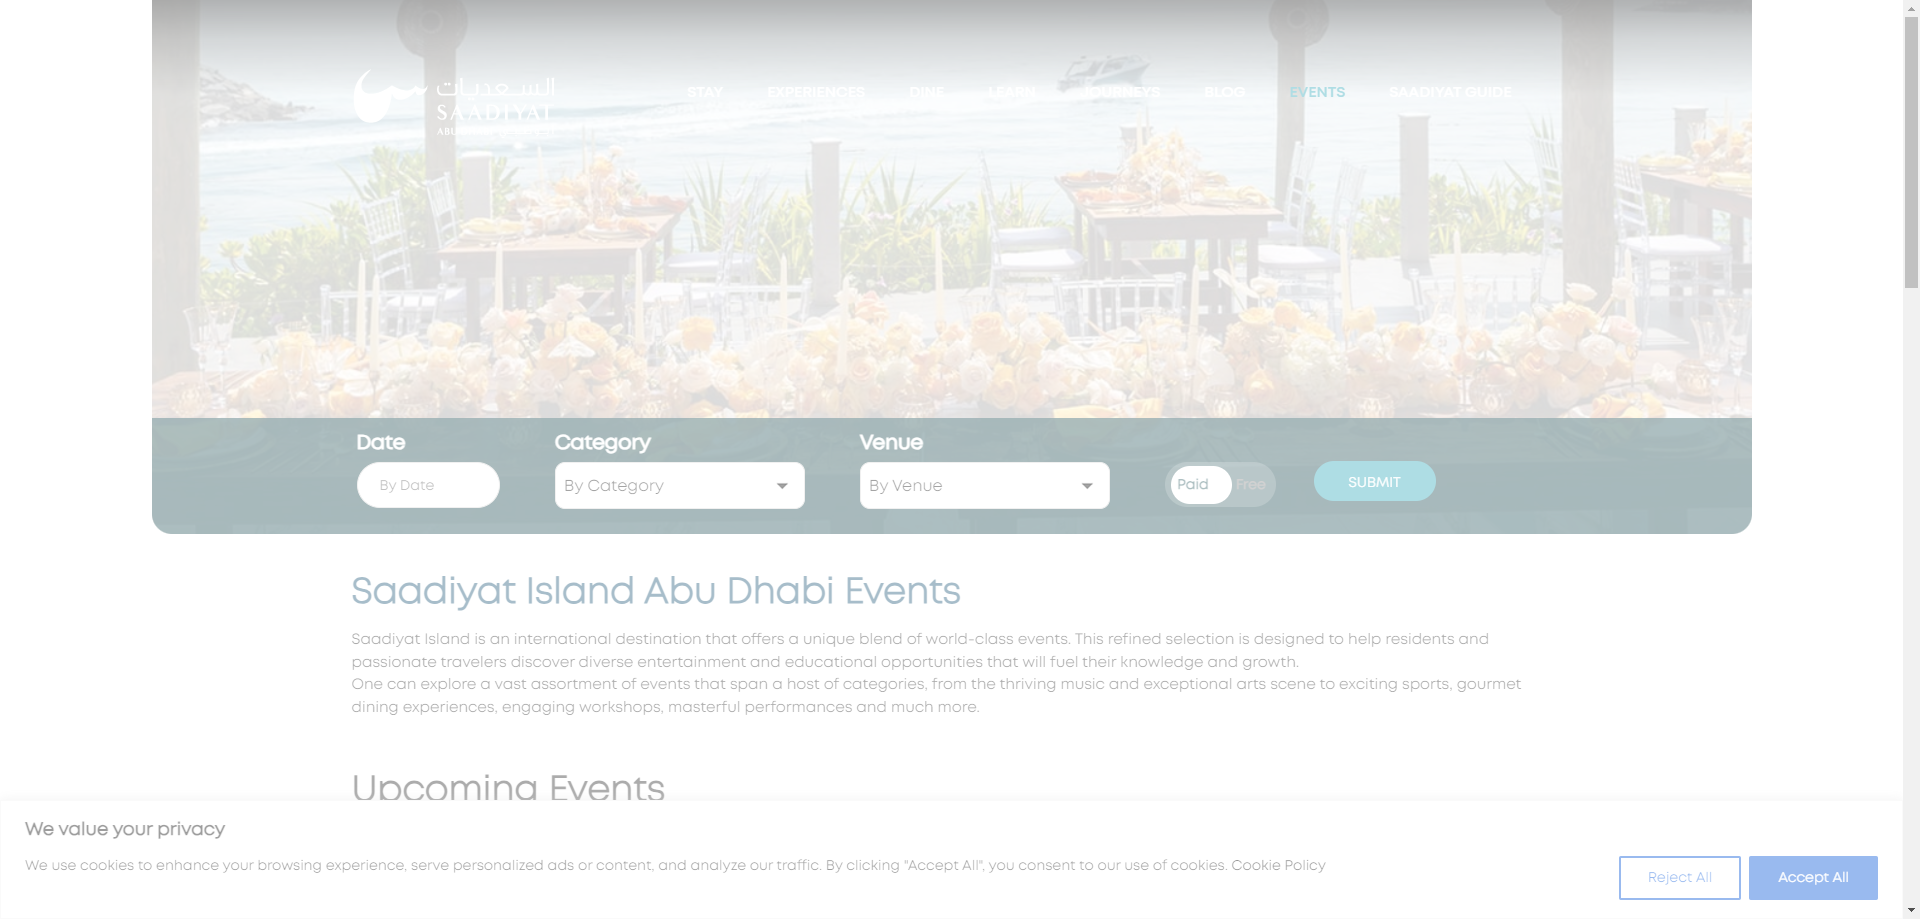 السعديات
SAADIYAT
STAY EXPERIENCES DINE LEARN JOURNEYS BLOG EVENTS SAADIYAT GUIDE
Date Category Venue
By Date By Category By Venue Paid Free SUBMIT
Saadiyat Island Abu Dhabi Events
Saadiyat Island is an international destination that offers a unique blend of world-class events. This refined selection is designed to help residents and
passionate travelers discover diverse entertainment and educational opportunities that will fuel their knowledge and growth.
One can explore a vast assortment of events that span a host of categories, from the thriving music and exceptional arts scene to exciting sports, gourmet
dining experiences, engaging workshops, masterful performances and much more.
Upcoming Events
We value your privacy
We use cookies to enhance your browsing experience, serve personalized ads or content, and analyze our traffic. By clicking "Accept All", you consent to our use of cookies. Cookie Policy
Reject All Accept All